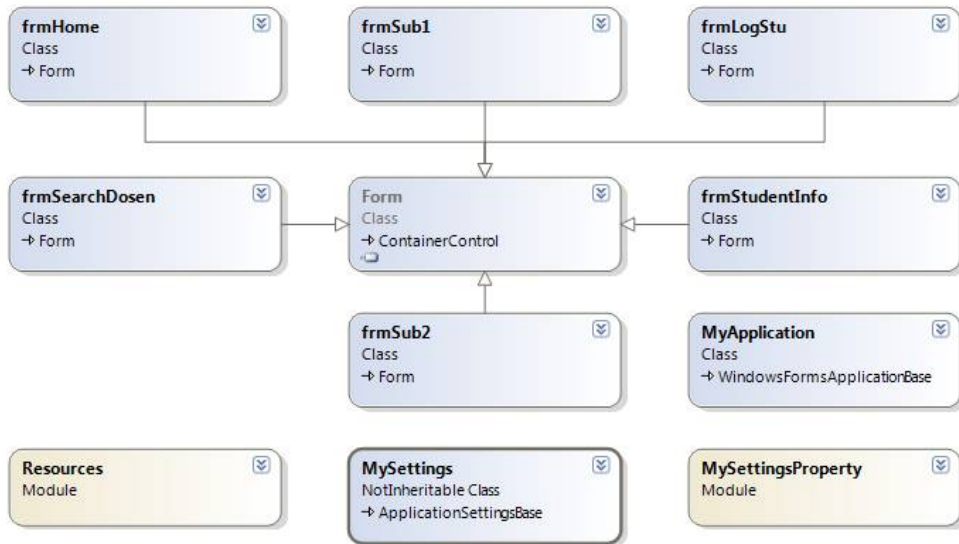 frmHome
Class
Form
frmSub1
Class
Form
frmLogStu
Class
Form
frmSearchDosen
Class
Form
Form
Class
ContainerControl
frmStudentInfo
Class
Form
frmSub2
Class
Form
MyApplication
Class
WindowsFormsApplicationBase
Resources
Module
MySettings
NotInheritable Class
ApplicationSettingsBase
MySettingsProperty
Module